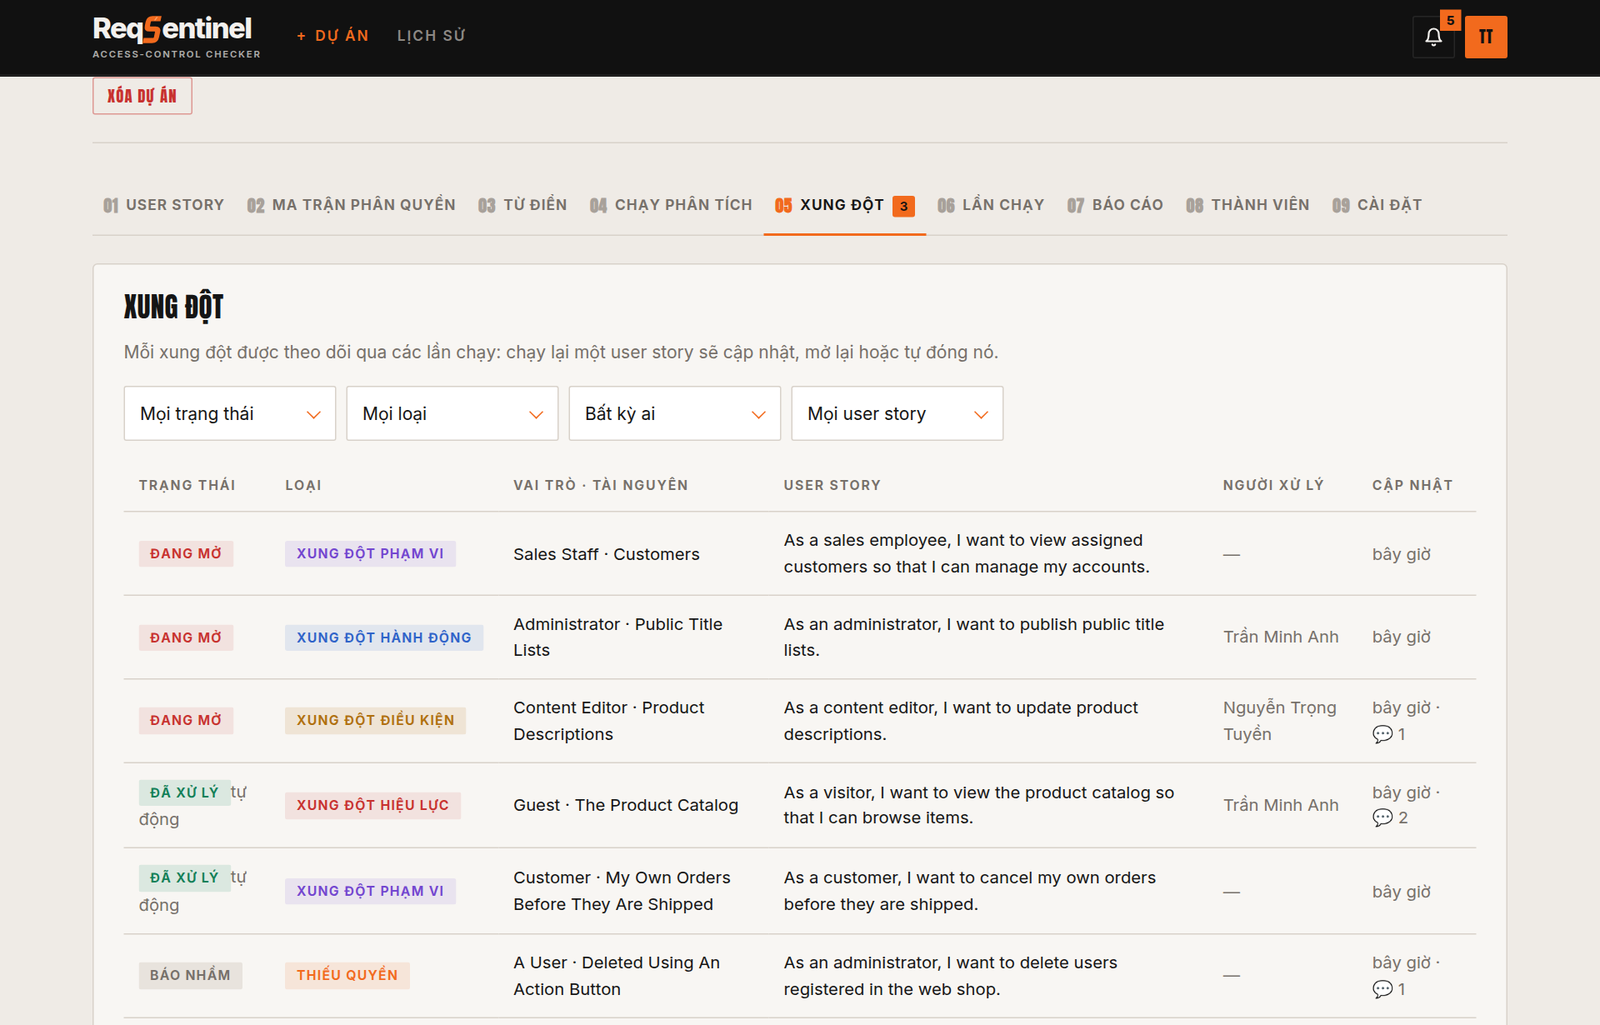 ReqSentinel
ACCESS-CONTROL CHECKER
+ DỰ ÁN
LỊCH SỬ
5
TT
XÓA DỰ ÁN
01 USER STORY
02 MA TRẬN PHÂN QUYỀN
03 TỪ ĐIỂN
04 CHẠY PHÂN TÍCH
05 XUNG ĐỘT 3
06 LẦN CHẠY
07 BÁO CÁO
08 THÀNH VIÊN
09 CÀI ĐẶT
XUNG ĐỘT
Mỗi xung đột được theo dõi qua các lần chạy: chạy lại một user story sẽ cập nhật, mở lại hoặc tự đóng nó.
Mọi trạng thái
Mọi loại
Bất kỳ ai
Mọi user story
TRẠNG THÁI
LOẠI
VAI TRÒ · TÀI NGUYÊN
USER STORY
NGƯỜI XỬ LÝ
CẬP NHẬT
ĐANG MỞ
XUNG ĐỘT PHẠM VI
Sales Staff · Customers
As a sales employee, I want to view assigned
customers so that I can manage my accounts.
—
bây giờ
ĐANG MỞ
XUNG ĐỘT HÀNH ĐỘNG
Administrator · Public Title
Lists
As an administrator, I want to publish public title
lists.
Trần Minh Anh
bây giờ
ĐANG MỞ
XUNG ĐỘT ĐIỀU KIỆN
Content Editor · Product
Descriptions
As a content editor, I want to update product
descriptions.
Nguyễn Trọng
Tuyền
bây giờ ·
💬 1
ĐÃ XỬ LÝ tự
động
XUNG ĐỘT HIỆU LỰC
Guest · The Product Catalog
As a visitor, I want to view the product catalog so
that I can browse items.
Trần Minh Anh
bây giờ ·
💬 2
ĐÃ XỬ LÝ tự
động
XUNG ĐỘT PHẠM VI
Customer · My Own Orders
Before They Are Shipped
As a customer, I want to cancel my own orders
before they are shipped.
—
bây giờ
BÁO NHẦM
THIẾU QUYỀN
A User · Deleted Using An
Action Button
As an administrator, I want to delete users
registered in the web shop.
—
bây giờ ·
💬 1